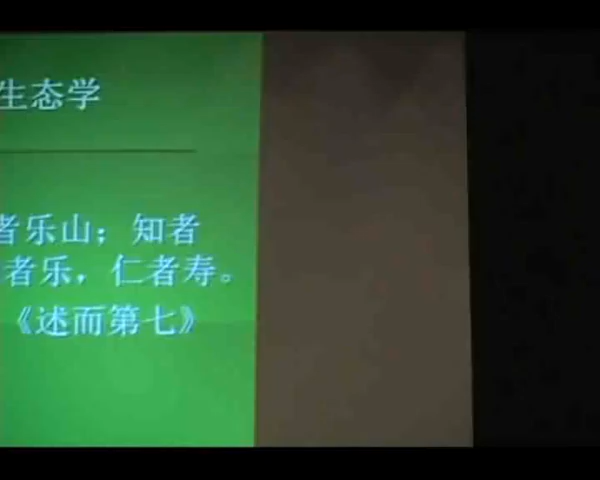 生态学
者乐山；知者
者乐，仁者寿。
《述而第七》